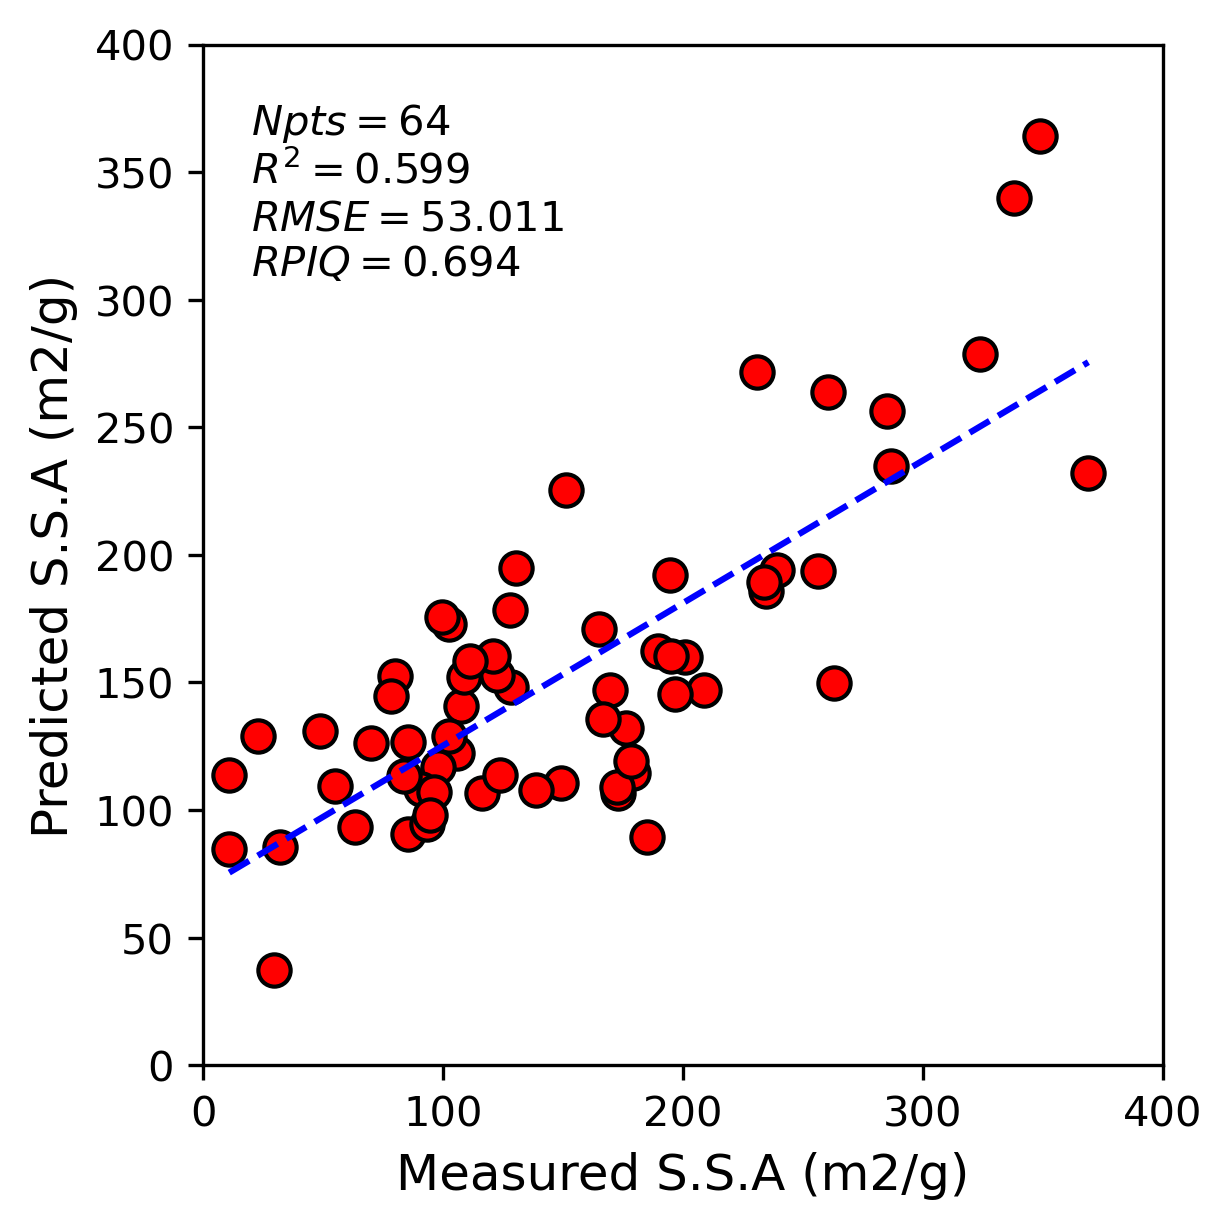 400
350
300
250
200
150
100
50
0
Predicted S.S.A (m2/g)
Npts = 64
R² = 0.599
RMSE = 53.011
RPIQ = 0.694
0 100 200 300 400
Measured S.S.A (m2/g)